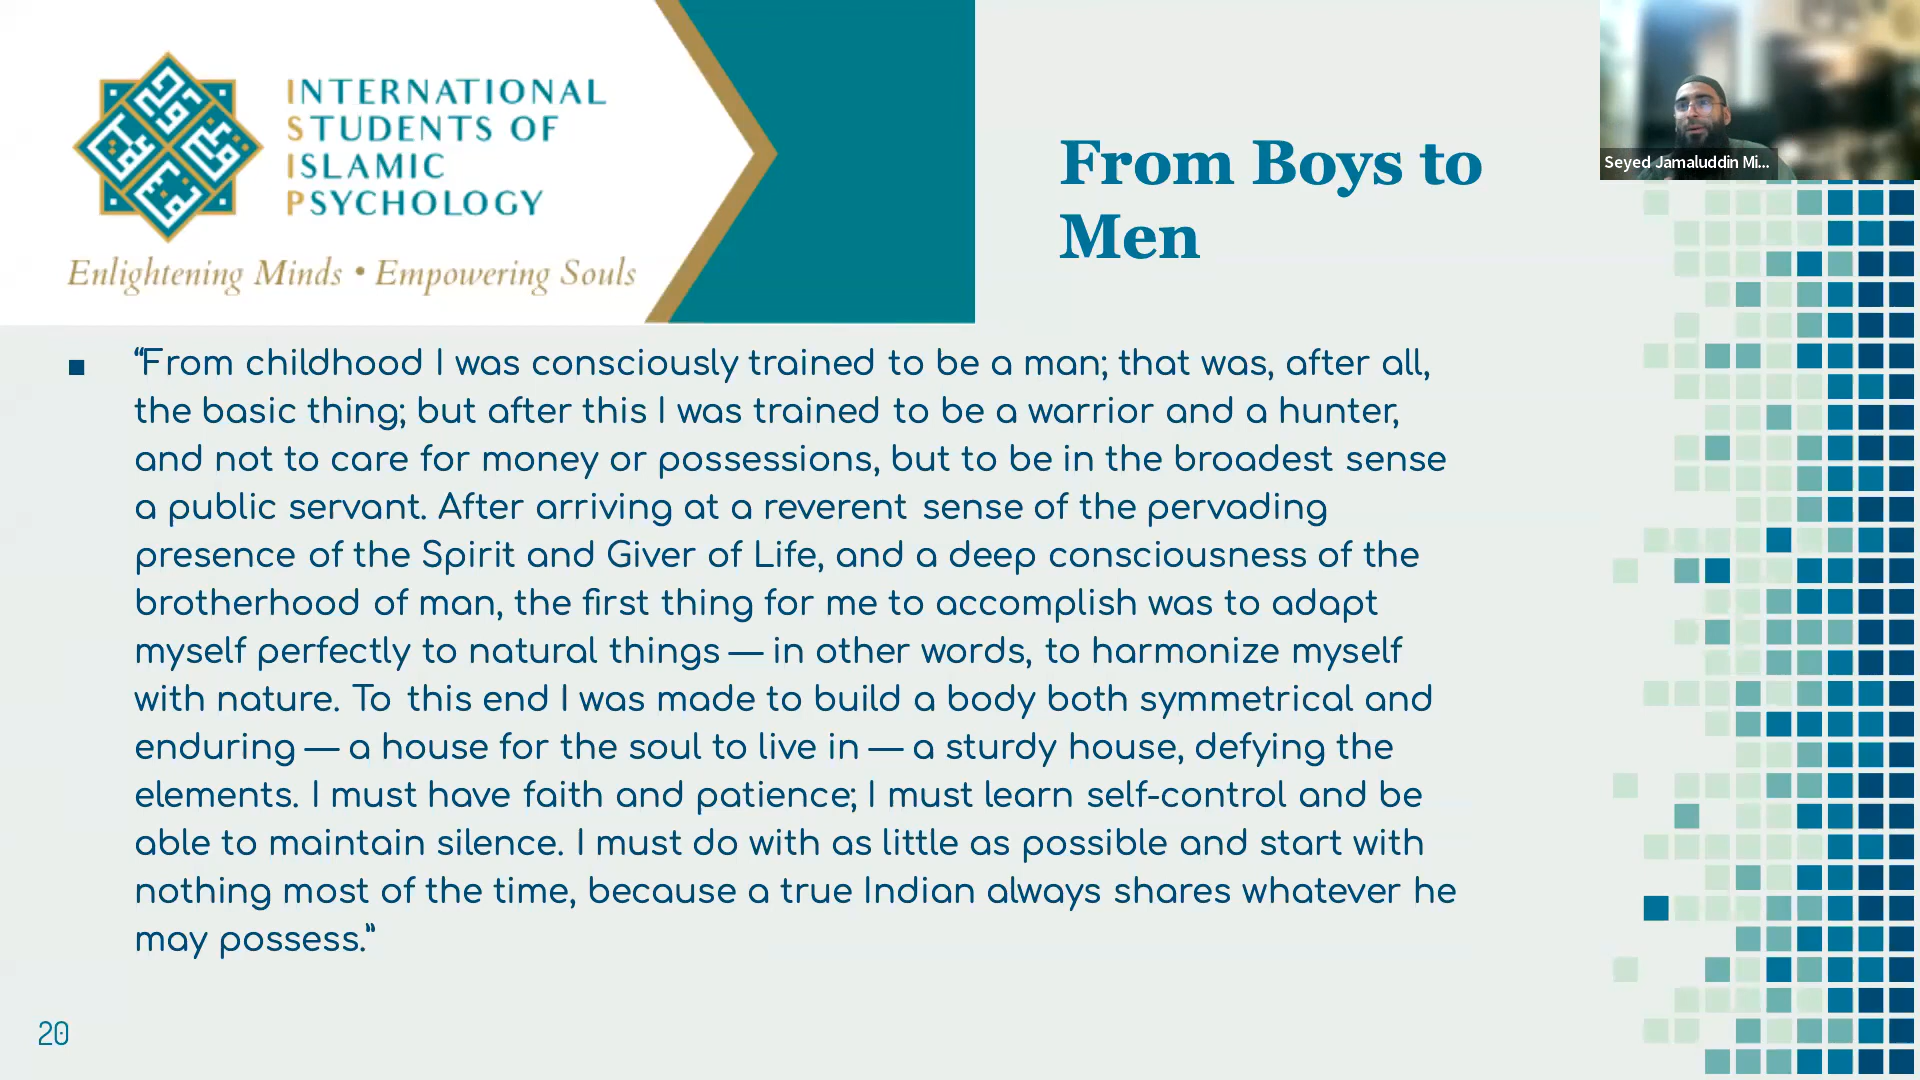 INTERNATIONAL
STUDENTS OF
ISLAMIC
PSYCHOLOGY
Enlightening Minds • Empowering Souls
From Boys to
Men
Seyed Jamaluddin Mi...
■ “From childhood I was consciously trained to be a man; that was, after all,
the basic thing; but after this I was trained to be a warrior and a hunter,
and not to care for money or possessions, but to be in the broadest sense
a public servant. After arriving at a reverent sense of the pervading
presence of the Spirit and Giver of Life, and a deep consciousness of the
brotherhood of man, the first thing for me to accomplish was to adapt
myself perfectly to natural things — in other words, to harmonize myself
with nature. To this end I was made to build a body both symmetrical and
enduring — a house for the soul to live in — a sturdy house, defying the
elements. I must have faith and patience; I must learn self-control and be
able to maintain silence. I must do with as little as possible and start with
nothing most of the time, because a true Indian always shares whatever he
may possess.”
20